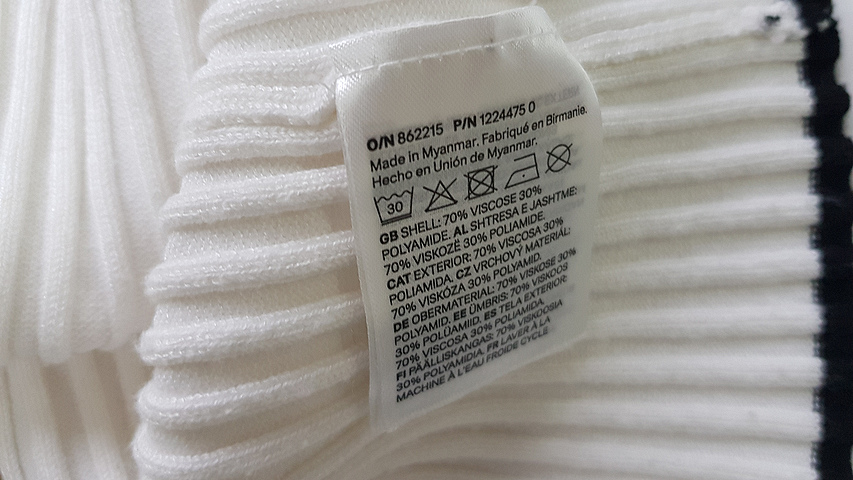 O/N 862215 P/N 1224475 0
Made in Myanmar. Fabriqué en Birmanie.
Hecho en Unión de Myanmar.
30
GB SHELL: 70% VISCOSE 30%
POLYAMIDE. AL SHTRESA E JASHTME:
70% VISKOZË 30% POLIAMIDE.
CAT EXTERIOR: 70% VISCOSA 30%
POLIAMIDA. CZ VRCHOVÝ MATERIÁL:
70% VISKÓZA 30% POLYAMID.
DE OBERMATERIAL: 70% VISKOSE 30%
POLYAMID. EE ÜMBRIS: 70% VISKOOS
30% POLÜAMIID. ES TELA EXTERIOR:
70% VISCOSA 30% POLIAMIDA.
FI PÄÄLLISKANGAS: 70% VISKOOSIA
30% POLYAMIDIA. FR LAVER À LA
MACHINE À L'EAU FROIDE CYCLE